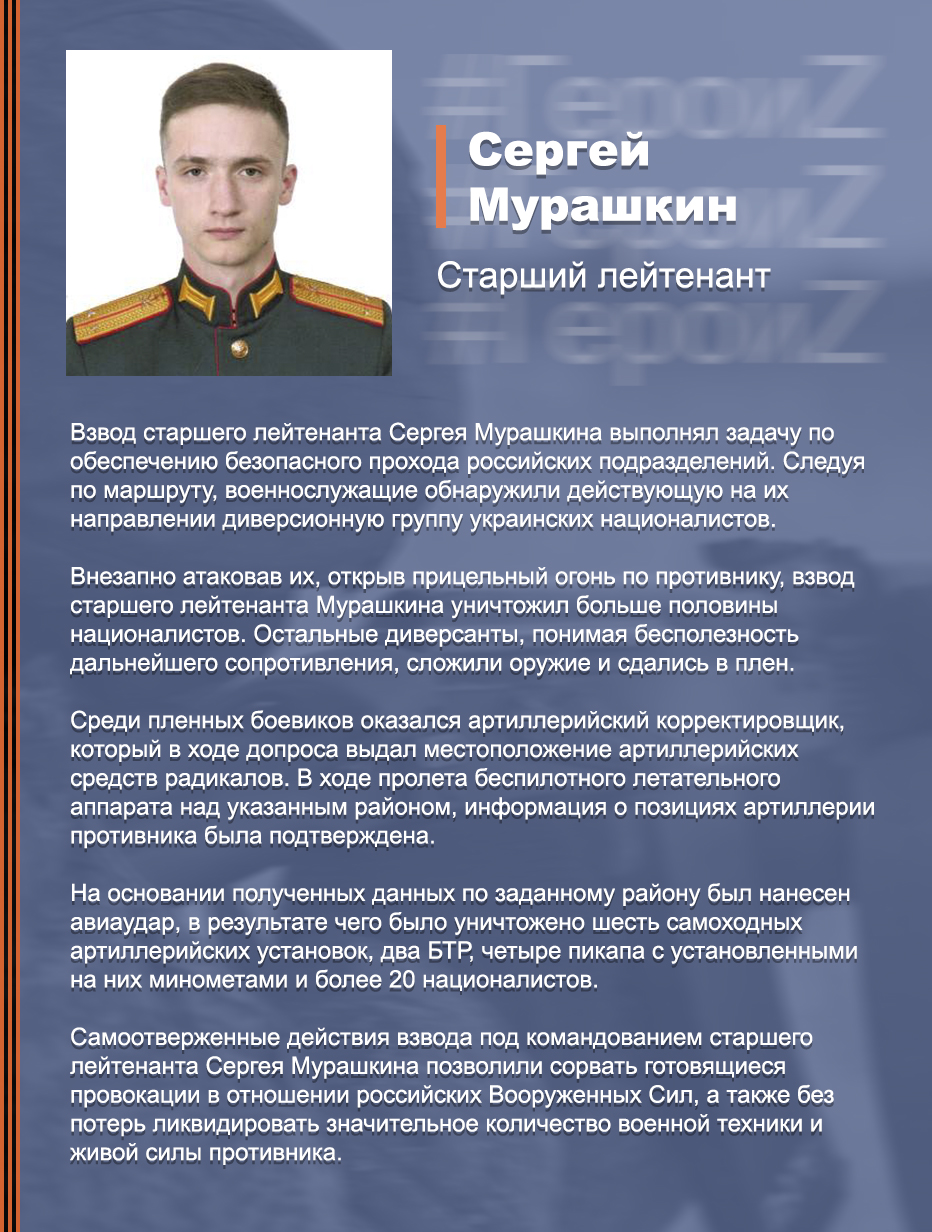 #ГероиZ
Сергей
Мурашкин
#ГероиZ
Старший лейтенант
#ГероиZ
Взвод старшего лейтенанта Сергея Мурашкина выполнял задачу по
обеспечению безопасного прохода российских подразделений. Следуя
по маршруту, военнослужащие обнаружили действующую на их
направлении диверсионную группу украинских националистов.
Внезапно атаковав их, открыв прицельный огонь по противнику, взвод
старшего лейтенанта Мурашкина уничтожил больше половины
националистов. Остальные диверсанты, понимая бесполезность
дальнейшего сопротивления, сложили оружие и сдались в плен.
Среди пленных боевиков оказался артиллерийский корректировщик,
который в ходе допроса выдал местоположение артиллерийских
средств радикалов. В ходе пролета беспилотного летательного
аппарата над указанным районом, информация о позициях артиллерии
противника была подтверждена.
На основании полученных данных по заданному району был нанесен
авиаудар, в результате чего было уничтожено шесть самоходных
артиллерийских установок, два БТР, четыре пикапа с установленными
на них минометами и более 20 националистов.
Самоотверженные действия взвода под командованием старшего
лейтенанта Сергея Мурашкина позволили сорвать готовящиеся
провокации в отношении российских Вооруженных Сил, а также без
потерь ликвидировать значительное количество военной техники и
живой силы противника.